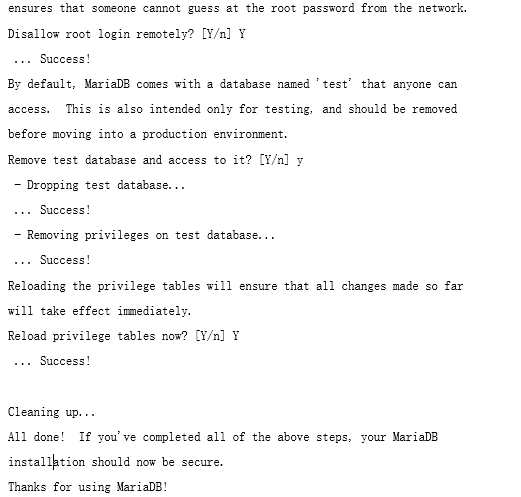 ensures that someone cannot guess at the root password from the network.
Disallow root login remotely? [Y/n] Y
... Success!
By default, MariaDB comes with a database named 'test' that anyone can
access.  This is also intended only for testing, and should be removed
before moving into a production environment.
Remove test database and access to it? [Y/n] y
- Dropping test database...
... Success!
- Removing privileges on test database...
... Success!
Reloading the privilege tables will ensure that all changes made so far
will take effect immediately.
Reload privilege tables now? [Y/n] Y
... Success!
Cleaning up...
All done!  If you've completed all of the above steps, your MariaDB
installation should now be secure.
Thanks for using MariaDB!